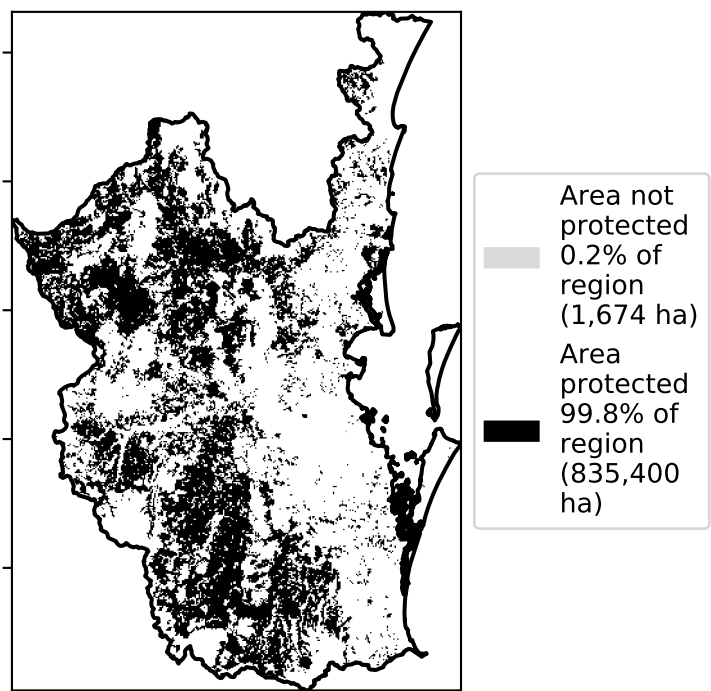 Area not
protected
0.2% of
region
(1,674 ha)
Area
protected
99.8% of
region
(835,400
ha)